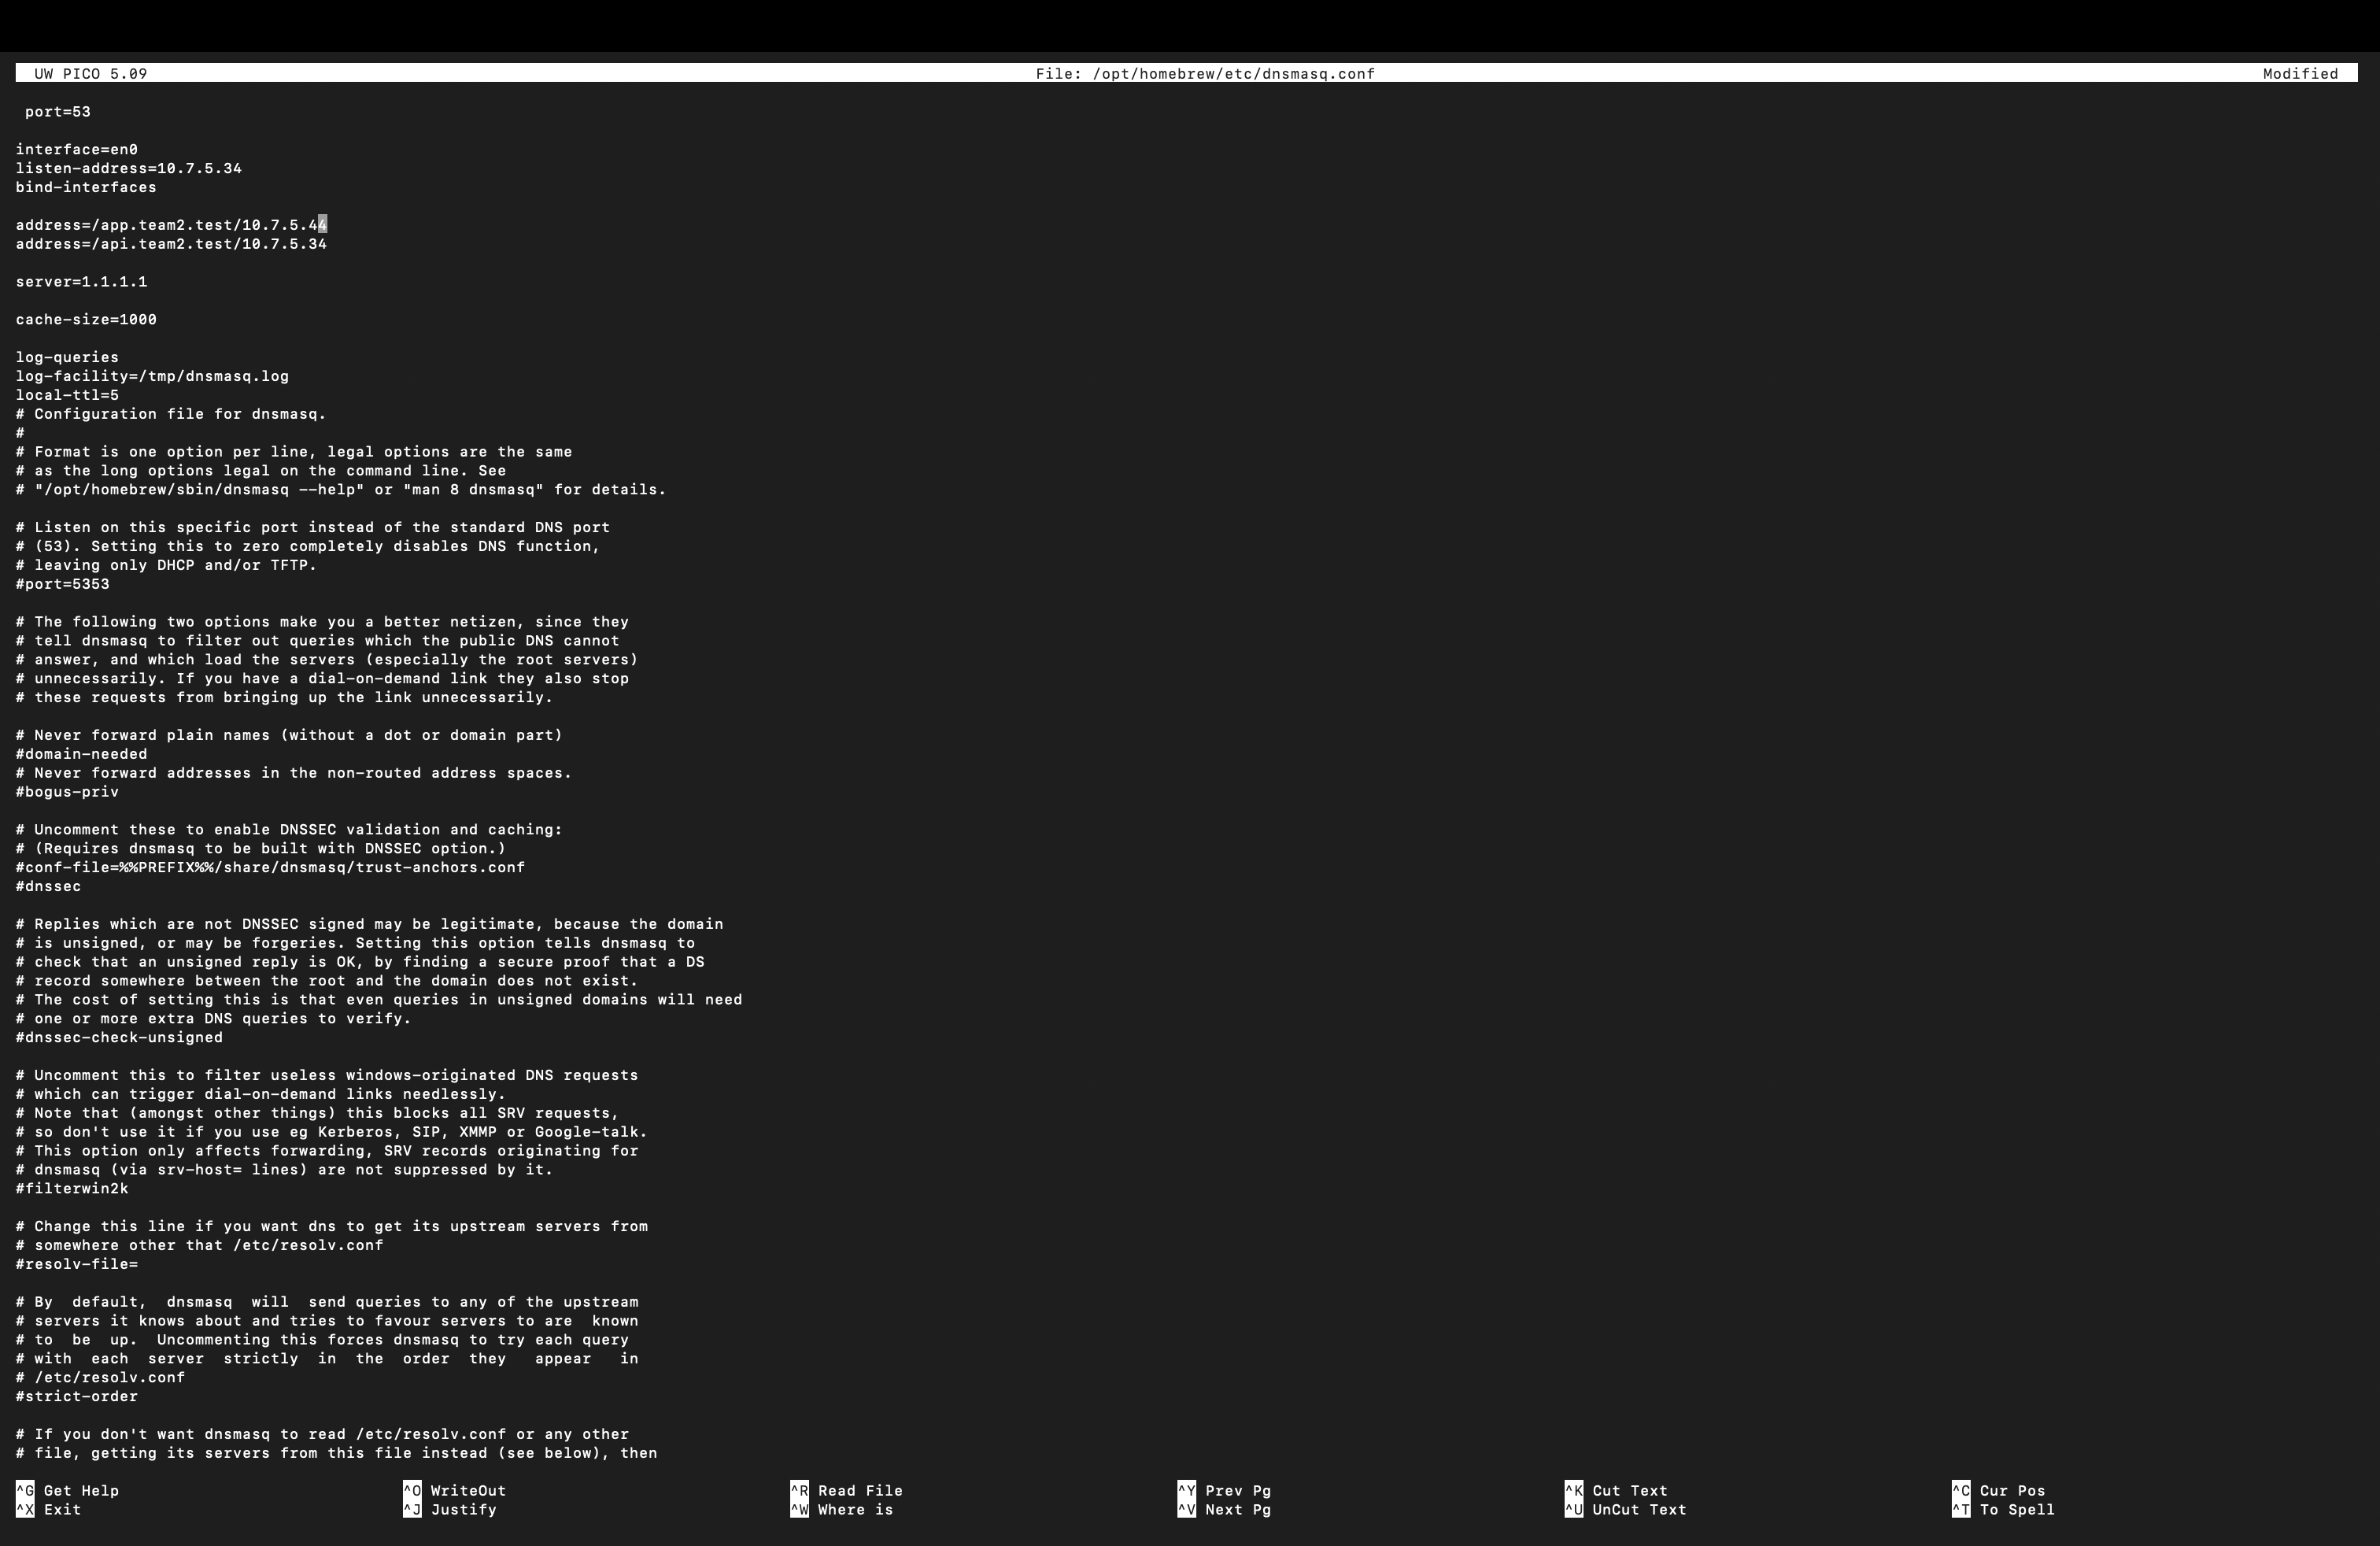 UW PICO 5.09 File: /opt/homebrew/etc/dnsmasq.conf Modified
port=53
interface=en0
listen-address=10.7.5.34
bind-interfaces
address=/app.team2.test/10.7.5.44
address=/api.team2.test/10.7.5.34
server=1.1.1.1
cache-size=1000
log-queries
log-facility=/tmp/dnsmasq.log
local-ttl=5
# Configuration file for dnsmasq.
#
# Format is one option per line, legal options are the same
# as the long options legal on the command line. See
# "/opt/homebrew/sbin/dnsmasq --help" or "man 8 dnsmasq" for details.
# Listen on this specific port instead of the standard DNS port
# (53). Setting this to zero completely disables DNS function,
# leaving only DHCP and/or TFTP.
#port=5353
# The following two options make you a better netizen, since they
# tell dnsmasq to filter out queries which the public DNS cannot
# answer, and which load the servers (especially the root servers)
# unnecessarily. If you have a dial-on-demand link they also stop
# these requests from bringing up the link unnecessarily.
# Never forward plain names (without a dot or domain part)
#domain-needed
# Never forward addresses in the non-routed address spaces.
#bogus-priv
# Uncomment these to enable DNSSEC validation and caching:
# (Requires dnsmasq to be built with DNSSEC option.)
#conf-file=%%PREFIX%%/share/dnsmasq/trust-anchors.conf
#dnssec
# Replies which are not DNSSEC signed may be legitimate, because the domain
# is unsigned, or may be forgeries. Setting this option tells dnsmasq to
# check that an unsigned reply is OK, by finding a secure proof that a DS
# record somewhere between the root and the domain does not exist.
# The cost of setting this is that even queries in unsigned domains will need
# one or more extra DNS queries to verify.
#dnssec-check-unsigned
# Uncomment this to filter useless windows-originated DNS requests
# which can trigger dial-on-demand links needlessly.
# Note that (amongst other things) this blocks all SRV requests,
# so don't use it if you use eg Kerberos, SIP, XMMP or Google-talk.
# This option only affects forwarding, SRV records originating for
# dnsmasq (via srv-host= lines) are not suppressed by it.
#filterwin2k
# Change this line if you want dns to get its upstream servers from
# somewhere other that /etc/resolv.conf
#resolv-file=
# By  default,  dnsmasq  will  send queries to any of the upstream
# servers it knows about and tries to favour servers to are  known
# to  be  up.  Uncommenting this forces dnsmasq to try each query
# with  each  server  strictly  in  the  order  they   appear   in
# /etc/resolv.conf
#strict-order
# If you don't want dnsmasq to read /etc/resolv.conf or any other
# file, getting its servers from this file instead (see below), then
^G Get Help ^O WriteOut ^R Read File ^Y Prev Pg ^K Cut Text ^C Cur Pos
^X Exit ^J Justify ^W Where is ^V Next Pg ^U UnCut Text ^T To Spell